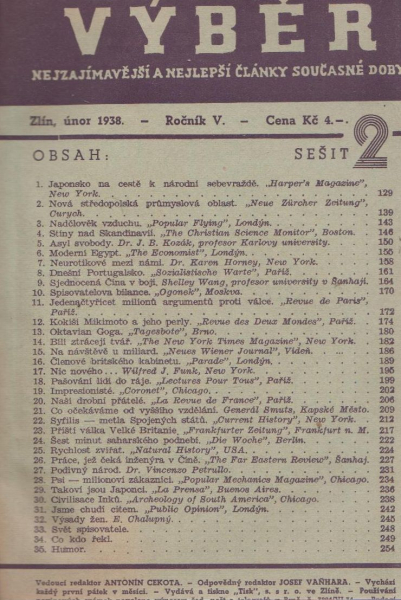 VÝBĚR
NEJZAJÍMAVĚJŠÍ A NEJLEPŠÍ ČLÁNKY SOUČASNÉ DOBY
Zlín, únor 1938. – Ročník V. – Cena Kč 4.–.
OBSAH: SEŠIT 2
1. Japonsko na cestě k národní sebevraždě. „Harper's Magazine",
New York. 129
2. Nová středopolská průmyslová oblast. „Neue Zürcher Zeitung",
Curych. 139
3. Nadčlověk vzduchu. „Popular Flying", Londýn. 143
4. Stíny nad Skandinavií. „The Christian Science Monitor", Boston. 146
5. Asyl svobody. Dr. J. B. Kozák, profesor Karlovy university. 150
6. Moderní Egypt. „The Economist", Londýn. 155
7. Neurotikové mezi námi. Dr. Karen Horney, New York. 158
8. Dnešní Portugalsko. „Sozialistische Warte", Paříž. 161
9. Sjednocená Čína v boji. Shelley Wang, profesor university v Šanhaji. 164
10. Spisovatelova bilance. „Ogonek", Moskva. 170
11. Jedenačtyřicet milionů argumentů proti válce. „Revue de Paris",
Paříž. 172
12. Kokiši Mikimoto a jeho perly. „Revue des Deux Mondes", Paříž. 174
13. Oktavian Goga. „Tagesbote", Brno. 180
14. Bílí ztrácejí tvář. „The New York Times Magazine", New York. 182
15. Na návštěvě u miliard. „Neues Wiener Journal", Vídeň. 186
16. Členové britského kabinetu. „Parade", Londýn. 189
17. Nic nového... Wilfred J. Funk, New York. 195
18. Pašování lidí do ráje. „Lectures Pour Tous", Paříž. 199
19. Impresionisté. „Coronet", Chicago. 202
20. Naši drobní přátelé. „La Revue de France", Paříž. 206
21. Co očekáváme od vyššího vzdělání. Generál Smuts, Kapské Město. 209
22. Syfilis – metla Spojených států. „Current History", New York. 212
23. Příští válka Velké Britanie. „Frankfurter Zeitung", Frankfurt n. M. 217
24. Šest minut saharského podnebí. „Die Woche", Berlin. 222
25. Rychlost zvířat. „Natural History", USA. 224
26. Práce, jež čeká inženýra v Číně. „The Far Eastern Review", Šanhaj. 227
27. Podivný národ. Dr. Vincenzo Petrullo. 231
28. Psi – milionoví zákazníci. „Popular Mechanics Magazine", Chicago. 234
29. Takoví jsou Japonci. „La Prensa", Buenos Aires. 236
30. Civilisace Inků. „Archeology of South America", Chicago. 238
31. Jsme chudí citem. „Public Opinion", Londýn. 242
32. Výsady žen. E. Chalupný. 245
33. Svět spisovatele. 248
34. Co kdo řekl. 249
35. Humor. 254
Vedoucí redaktor ANTONÍN CEKOTA. – Odpovědný redaktor JOSEF VAŇHARA. – Vychází
každý první pátek v měsíci. – Vydává a tiskne „Tisk", s. s r. o. ve Zlíně. – Používání